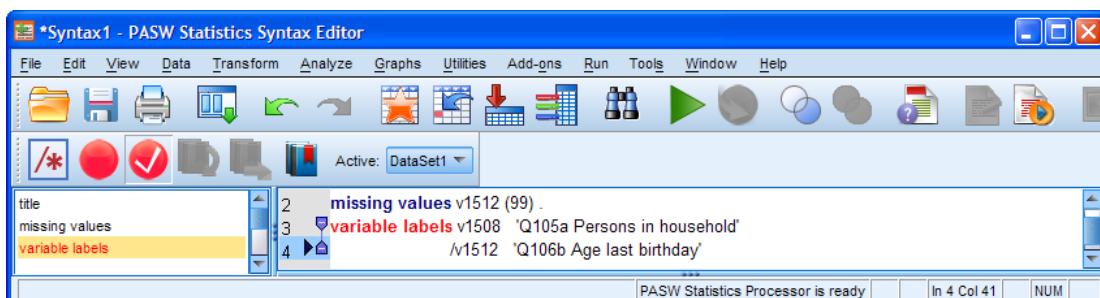 *Syntax1 - PASW Statistics Syntax Editor
File Edit View Data Transform Analyze Graphs Utilities Add-ons Run Tools Window Help
/* Active: DataSet1
title
missing values
variable labels
2 missing values v1512 (99) .
3 variable labels v1508 'Q105a Persons in household'
4 /v1512 'Q106b Age last birthday'
PASW Statistics Processor is ready In 4 Col 41 NUM